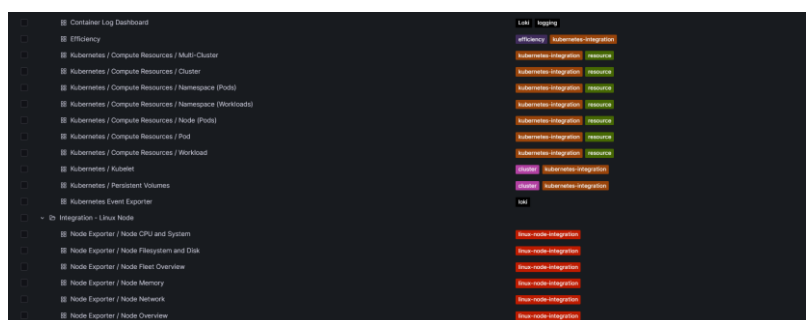 Container Log Dashboard Loki logging
Efficiency efficiency kubernetes-integration
Kubernetes / Compute Resources / Multi-Cluster kubernetes-integration resource
Kubernetes / Compute Resources / Cluster kubernetes-integration resource
Kubernetes / Compute Resources / Namespace (Pods) kubernetes-integration resource
Kubernetes / Compute Resources / Namespace (Workloads) kubernetes-integration resource
Kubernetes / Compute Resources / Node (Pods) kubernetes-integration resource
Kubernetes / Compute Resources / Pod kubernetes-integration resource
Kubernetes / Compute Resources / Workload kubernetes-integration resource
Kubernetes / Kubelet cluster kubernetes-integration
Kubernetes / Persistent Volumes cluster kubernetes-integration
Kubernetes Event Exporter loki
Integration - Linux Node
Node Exporter / Node CPU and System linux-node-integration
Node Exporter / Node Filesystem and Disk linux-node-integration
Node Exporter / Node Fleet Overview linux-node-integration
Node Exporter / Node Memory linux-node-integration
Node Exporter / Node Network linux-node-integration
Node Exporter / Node Overview linux-node-integration